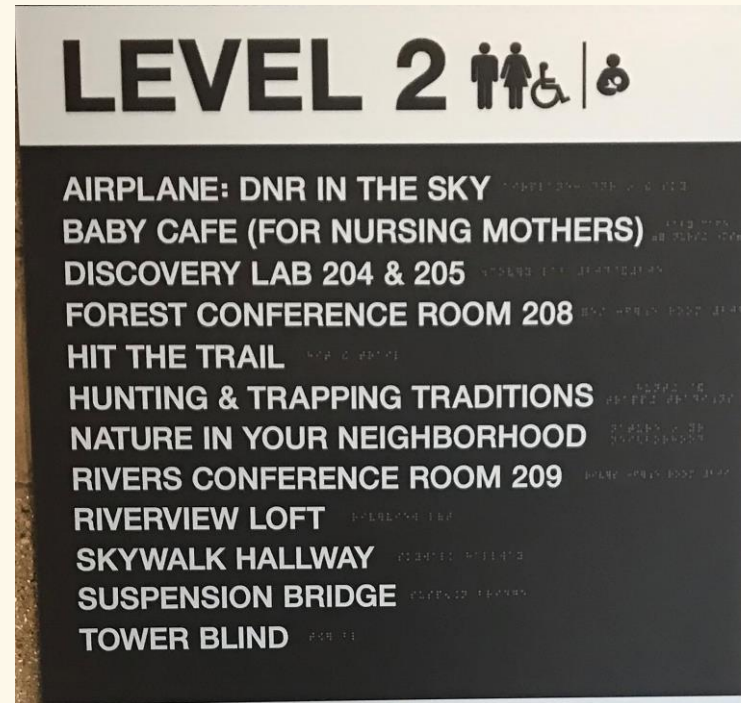 LEVEL 2
AIRPLANE: DNR IN THE SKY
BABY CAFE (FOR NURSING MOTHERS)
DISCOVERY LAB 204 & 205
FOREST CONFERENCE ROOM 208
HIT THE TRAIL
HUNTING & TRAPPING TRADITIONS
NATURE IN YOUR NEIGHBORHOOD
RIVERS CONFERENCE ROOM 209
RIVERVIEW LOFT
SKYWALK HALLWAY
SUSPENSION BRIDGE
TOWER BLIND